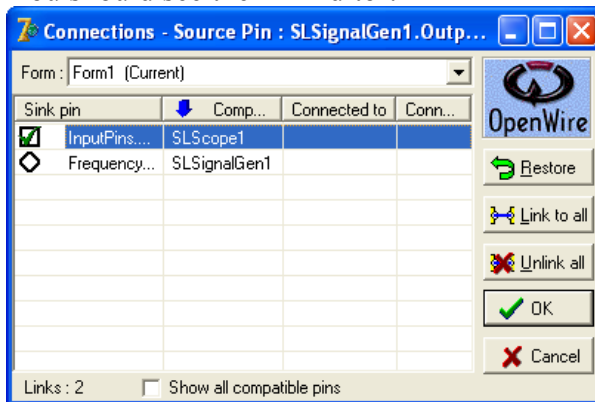 Connections - Source Pin : SLSignalGen1.Outp...
Form : Form1 (Current)
Sink pin Comp... Connected to Conn...
InputPins.... SLScope1
Frequency... SLSignalGen1
OpenWire
Restore
Link to all
Unlink all
OK
Cancel
Links : 2 Show all compatible pins